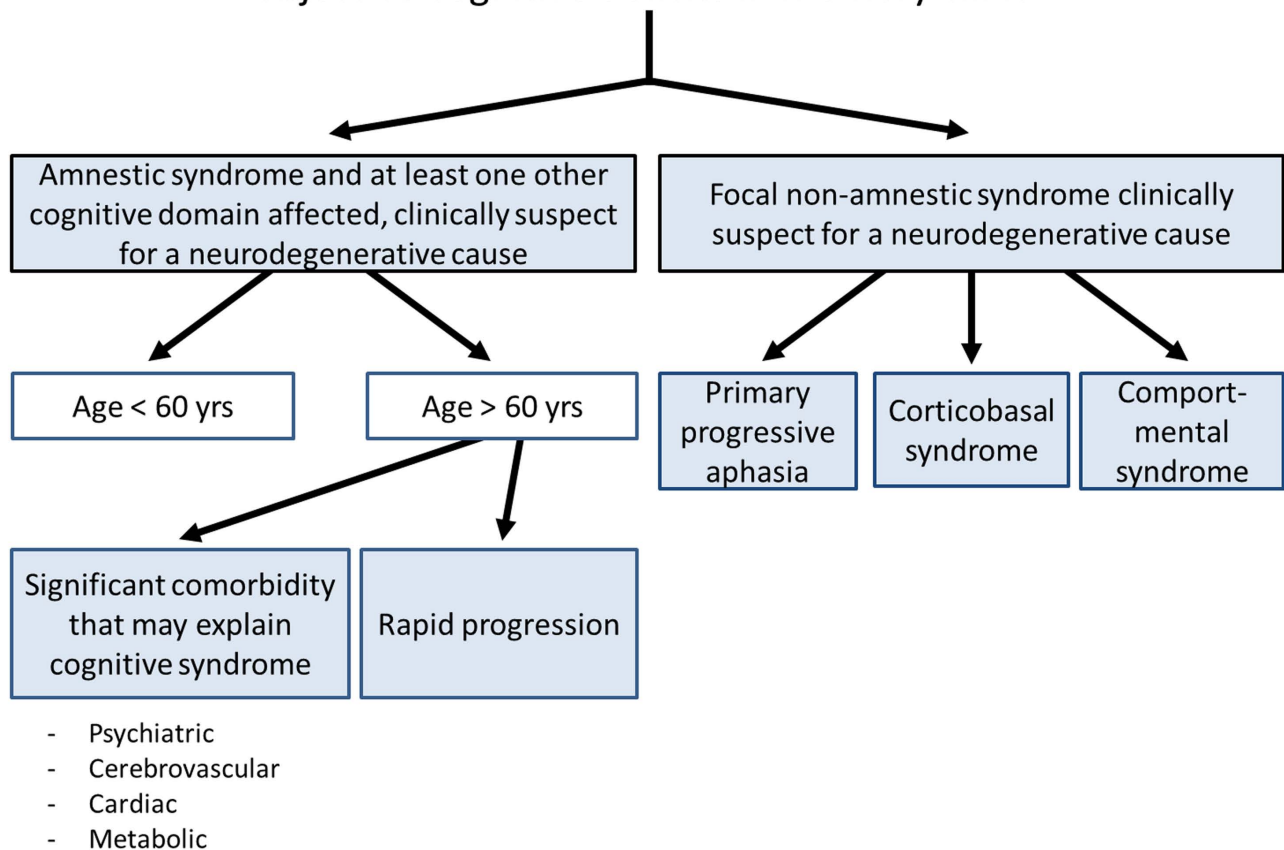 Amnestic syndrome and at least one other
cognitive domain affected, clinically suspect
for a neurodegenerative cause
Focal non-amnestic syndrome clinically
suspect for a neurodegenerative cause
Age < 60 yrs
Age > 60 yrs
Primary
progressive
aphasia
Corticobasal
syndrome
Comport-
mental
syndrome
Significant comorbidity
that may explain
cognitive syndrome
Rapid progression
- Psychiatric
- Cerebrovascular
- Cardiac
- Metabolic